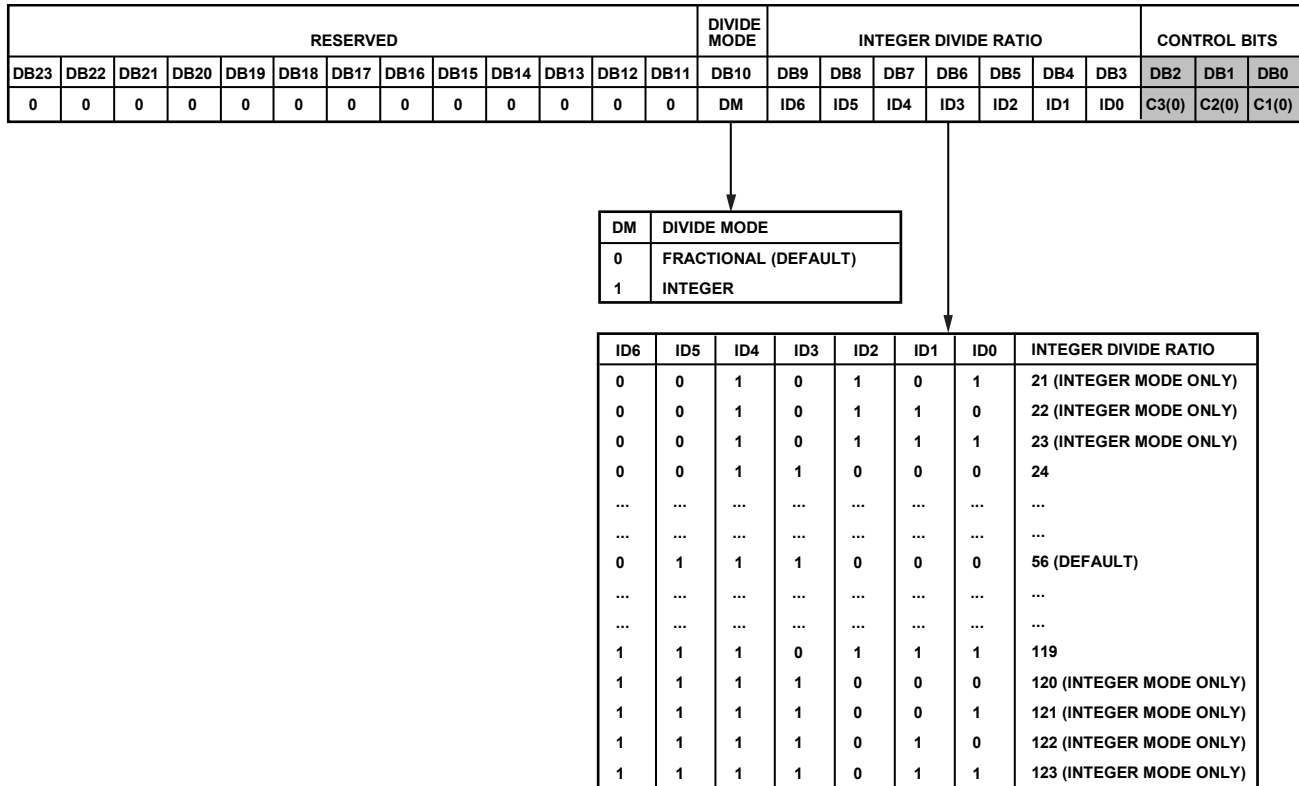 RESERVED DIVIDE MODE INTEGER DIVIDE RATIO CONTROL BITS
DB23 DB22 DB21 DB20 DB19 DB18 DB17 DB16 DB15 DB14 DB13 DB12 DB11 DB10 DB9 DB8 DB7 DB6 DB5 DB4 DB3 DB2 DB1 DB0
0 0 0 0 0 0 0 0 0 0 0 0 0 DM ID6 ID5 ID4 ID3 ID2 ID1 ID0 C3(0) C2(0) C1(0)
DM DIVIDE MODE
0 FRACTIONAL (DEFAULT)
1 INTEGER
ID6 ID5 ID4 ID3 ID2 ID1 ID0 INTEGER DIVIDE RATIO
0 0 1 0 1 0 1 21 (INTEGER MODE ONLY)
0 0 1 0 1 1 0 22 (INTEGER MODE ONLY)
0 0 1 0 1 1 1 23 (INTEGER MODE ONLY)
0 0 1 1 0 0 0 24
... ... ... ... ... ... ... ...
... ... ... ... ... ... ... ...
0 1 1 1 0 0 0 56 (DEFAULT)
... ... ... ... ... ... ... ...
... ... ... ... ... ... ... ...
1 1 1 0 1 1 1 119
1 1 1 1 0 0 0 120 (INTEGER MODE ONLY)
1 1 1 1 0 0 1 121 (INTEGER MODE ONLY)
1 1 1 1 0 1 0 122 (INTEGER MODE ONLY)
1 1 1 1 0 1 1 123 (INTEGER MODE ONLY)